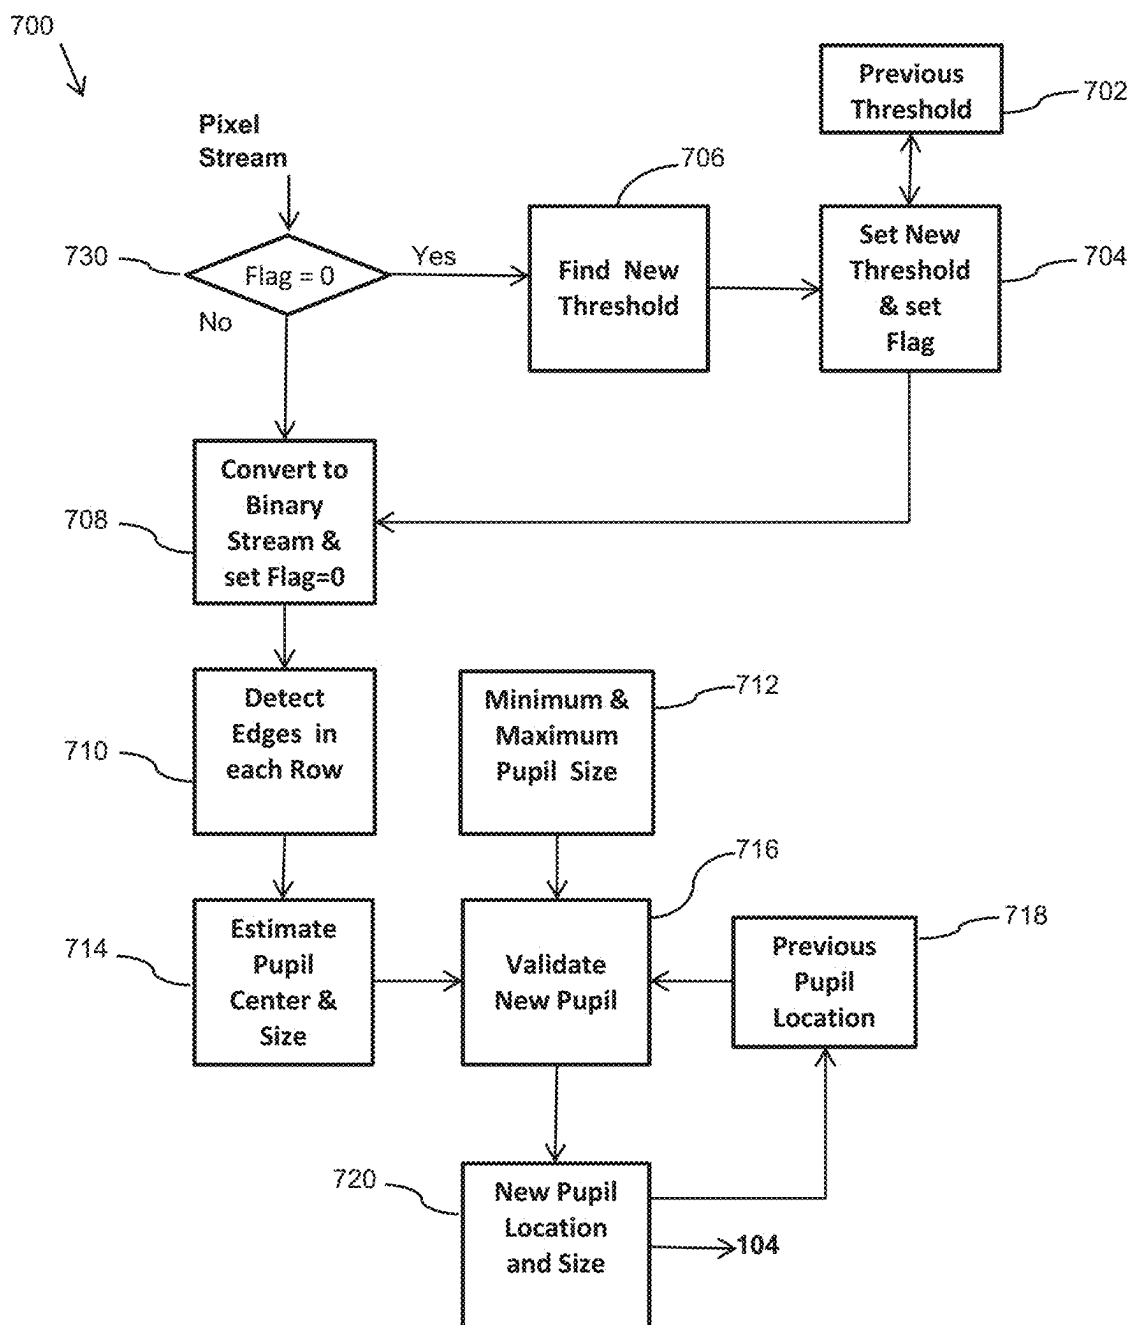 700
Previous
Threshold
702
Pixel
Stream
706
730
Flag = 0
Yes
No
Find New
Threshold
Set New
Threshold
& set
Flag
704
Convert to
Binary
Stream &
set Flag=0
708
Detect
Edges in
each Row
710
Minimum &
Maximum
Pupil Size
712
716
Estimate
Pupil
Center &
Size
714
Validate
New Pupil
718
Previous
Pupil
Location
720
New Pupil
Location
and Size
104